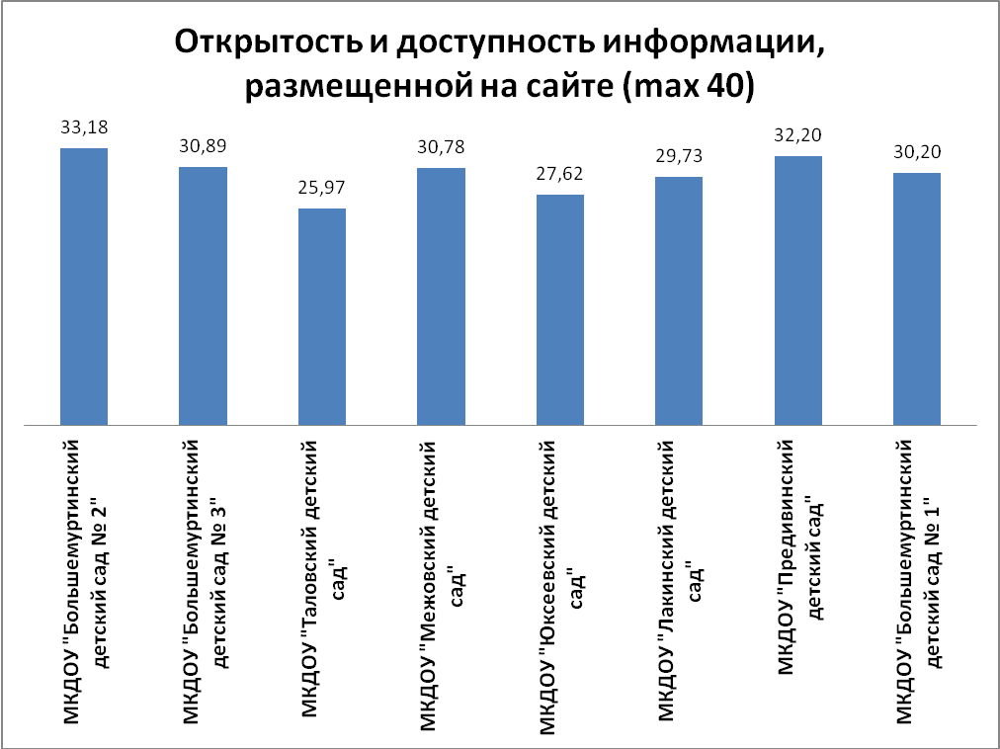 Открытость и доступность информации,
размещенной на сайте (max 40)
33,18
30,89
25,97
30,78
27,62
29,73
32,20
30,20
МКДОУ "Большемуртинский
детский сад № 2"
МКДОУ "Большемуртинский
детский сад № 3"
МКДОУ "Таловский детский
сад"
МКДОУ "Межовский детский
сад"
МКДОУ "Юксеевский детский
сад"
МКДОУ "Лакинский детский
сад"
МКДОУ "Предивинский
детский сад"
МКДОУ "Большемуртинский
детский сад № 1"